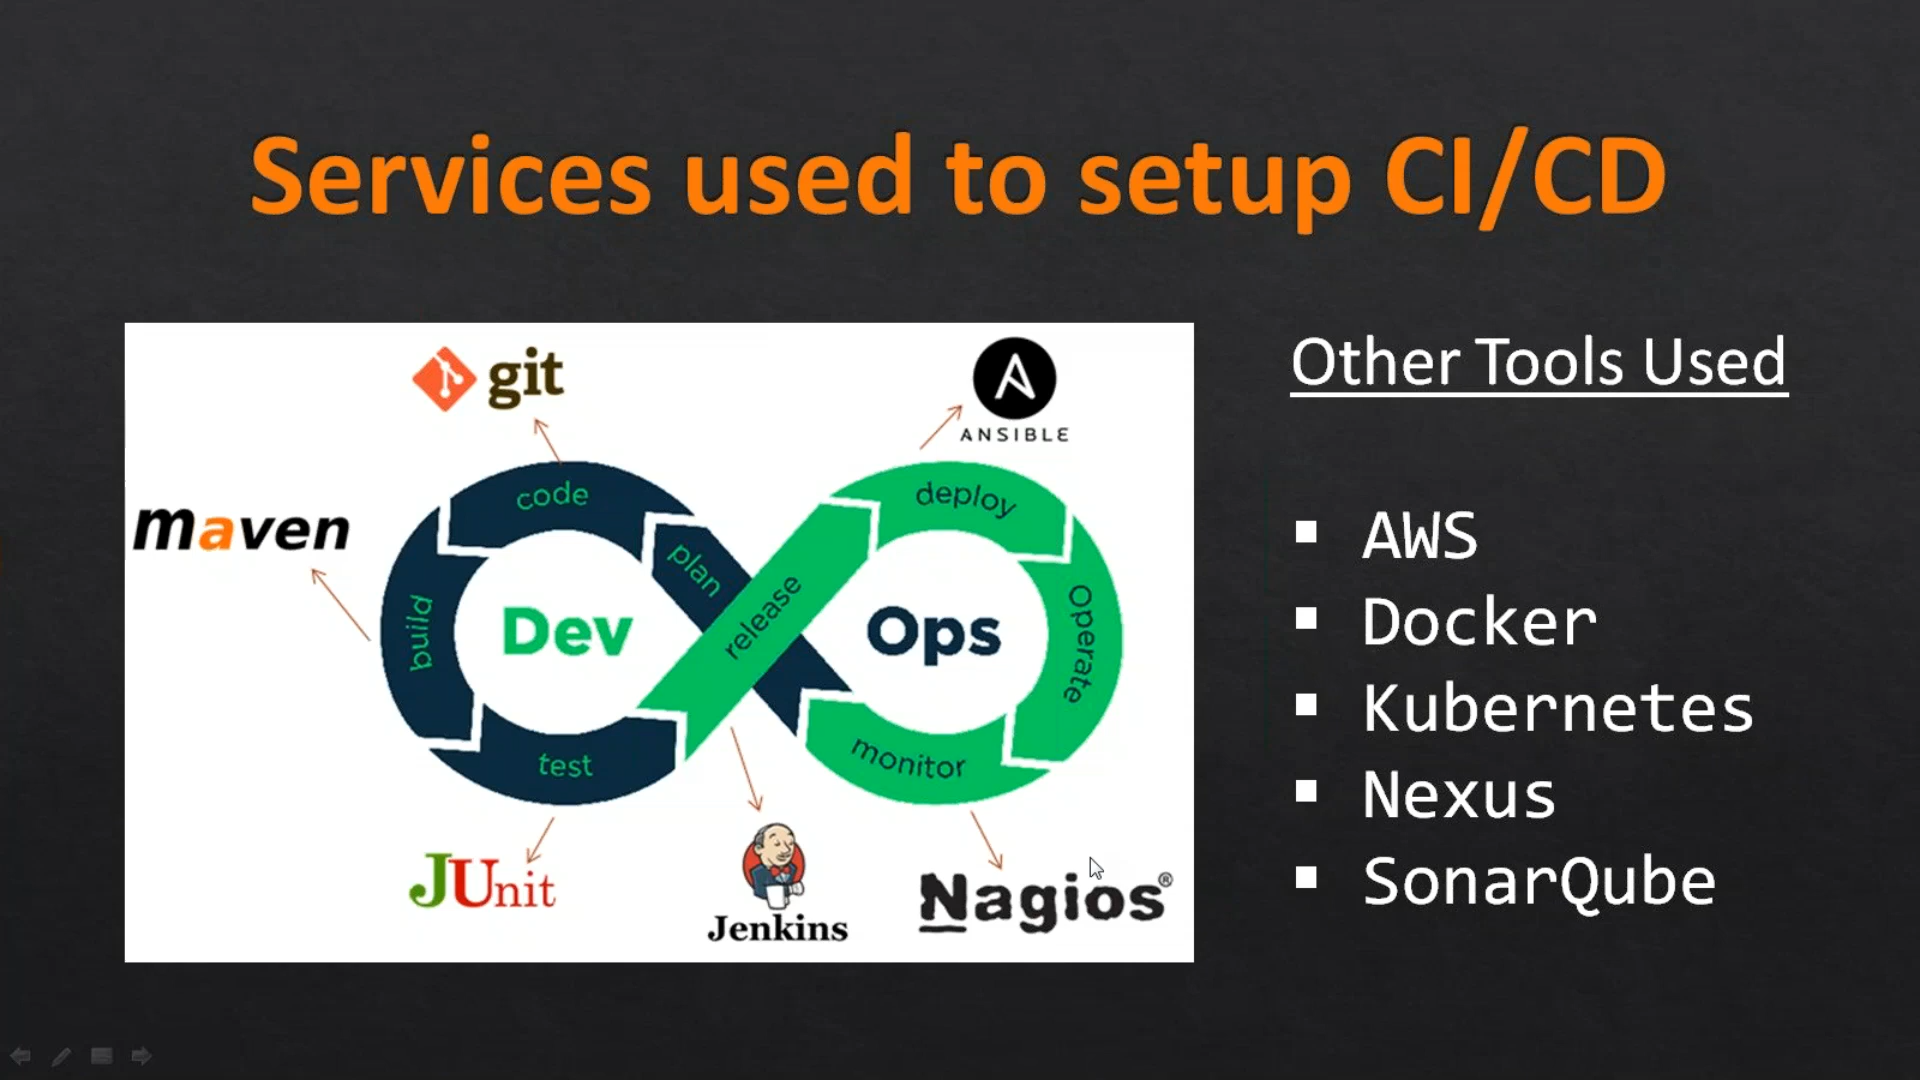 Services used to setup CI/CD
git
ANSIBLE
maven
code
plan
build
test
Dev
release
deploy
Operate
monitor
Ops
JUnit
Jenkins
Nagios®
Other Tools Used
▪ AWS
▪ Docker
▪ Kubernetes
▪ Nexus
▪ SonarQube